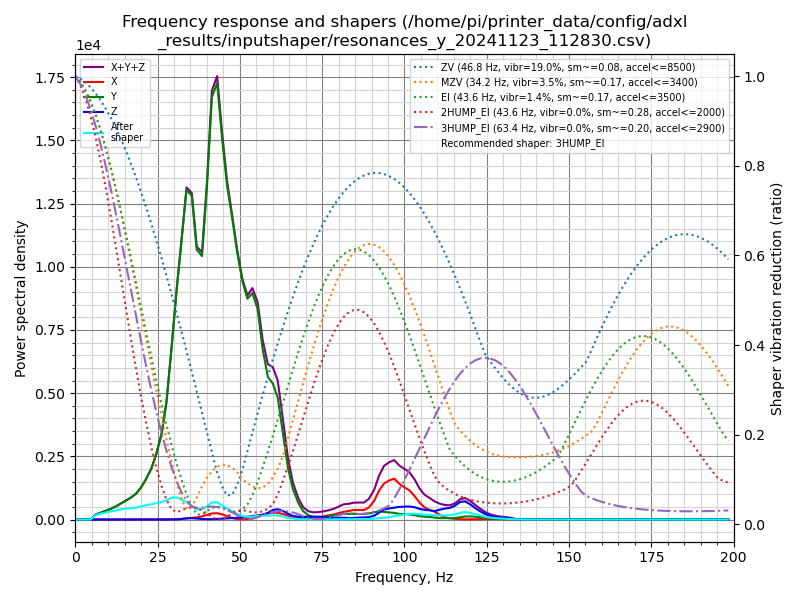 Frequency response and shapers (/home/pi/printer_data/config/adxl
_results/inputshaper/resonances_y_20241123_112830.csv)
1e4
X+Y+Z
X
Y
Z
After
shaper
ZV (46.8 Hz, vibr=19.0%, sm~=0.08, accel<=8500)
MZV (34.2 Hz, vibr=3.5%, sm~=0.17, accel<=3400)
EI (43.6 Hz, vibr=1.4%, sm~=0.17, accel<=3500)
2HUMP_EI (43.6 Hz, vibr=0.0%, sm~=0.28, accel<=2000)
3HUMP_EI (63.4 Hz, vibr=0.0%, sm~=0.20, accel<=2900)
Recommended shaper: 3HUMP_EI
Power spectral density
1.75
1.50
1.25
1.00
0.75
0.50
0.25
0.00
1.0
0.8
0.6
0.4
0.2
0.0
Shaper vibration reduction (ratio)
0 25 50 75 100 125 150 175 200
Frequency, Hz